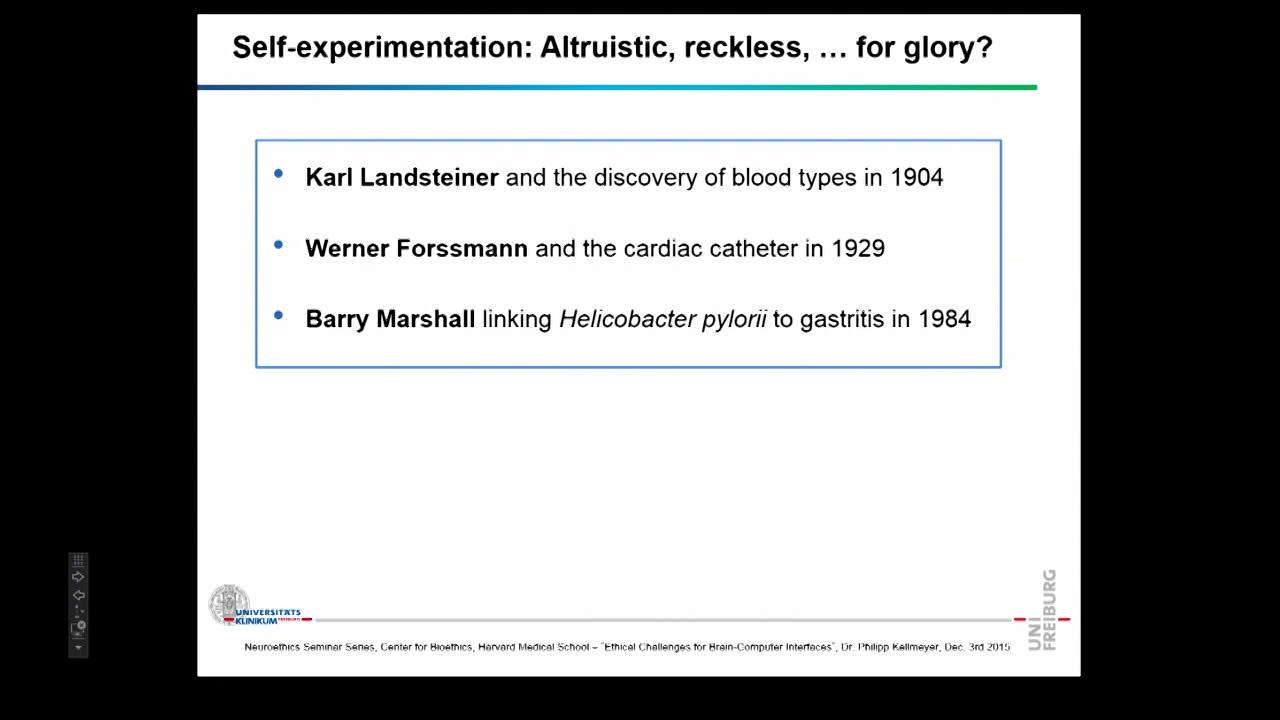 Self-experimentation: Altruistic, reckless, … for glory?
• Karl Landsteiner and the discovery of blood types in 1904
• Werner Forssmann and the cardiac catheter in 1929
• Barry Marshall linking Helicobacter pylorii to gastritis in 1984
UNIVERSITÄTS
KLINIKUM FREIBURG
UNI
FREIBURG
Neuroethics Seminar Series, Center for Bioethics, Harvard Medical School – "Ethical Challenges for Brain-Computer Interfaces", Dr. Philipp Kellmeyer, Dec. 3rd 2015